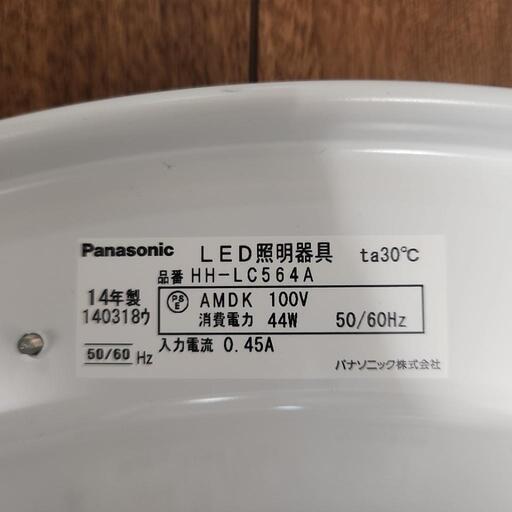 Panasonic LED照明器具 ta30℃
品番 HH-LC564A
14年製 PSE AMDK 100V
140318ウ 消費電力 44W 50/60Hz
50/60 Hz 入力電流 0.45A
パナソニック株式会社